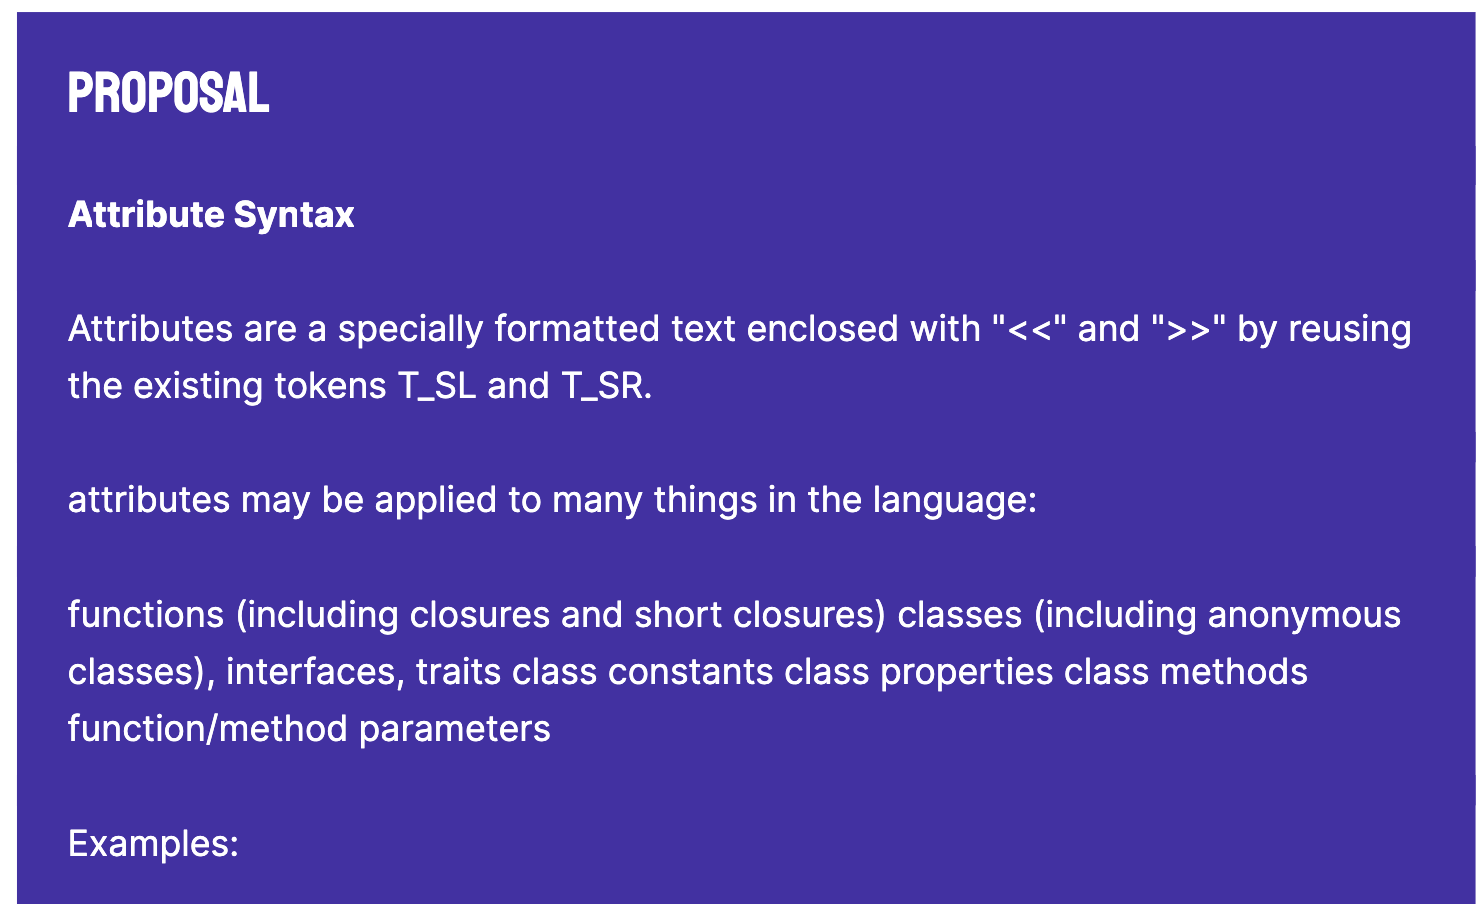 PROPOSAL
Attribute Syntax
Attributes are a specially formatted text enclosed with "<<" and ">>" by reusing
the existing tokens T_SL and T_SR.
attributes may be applied to many things in the language:
functions (including closures and short closures) classes (including anonymous
classes), interfaces, traits class constants class properties class methods
function/method parameters
Examples: